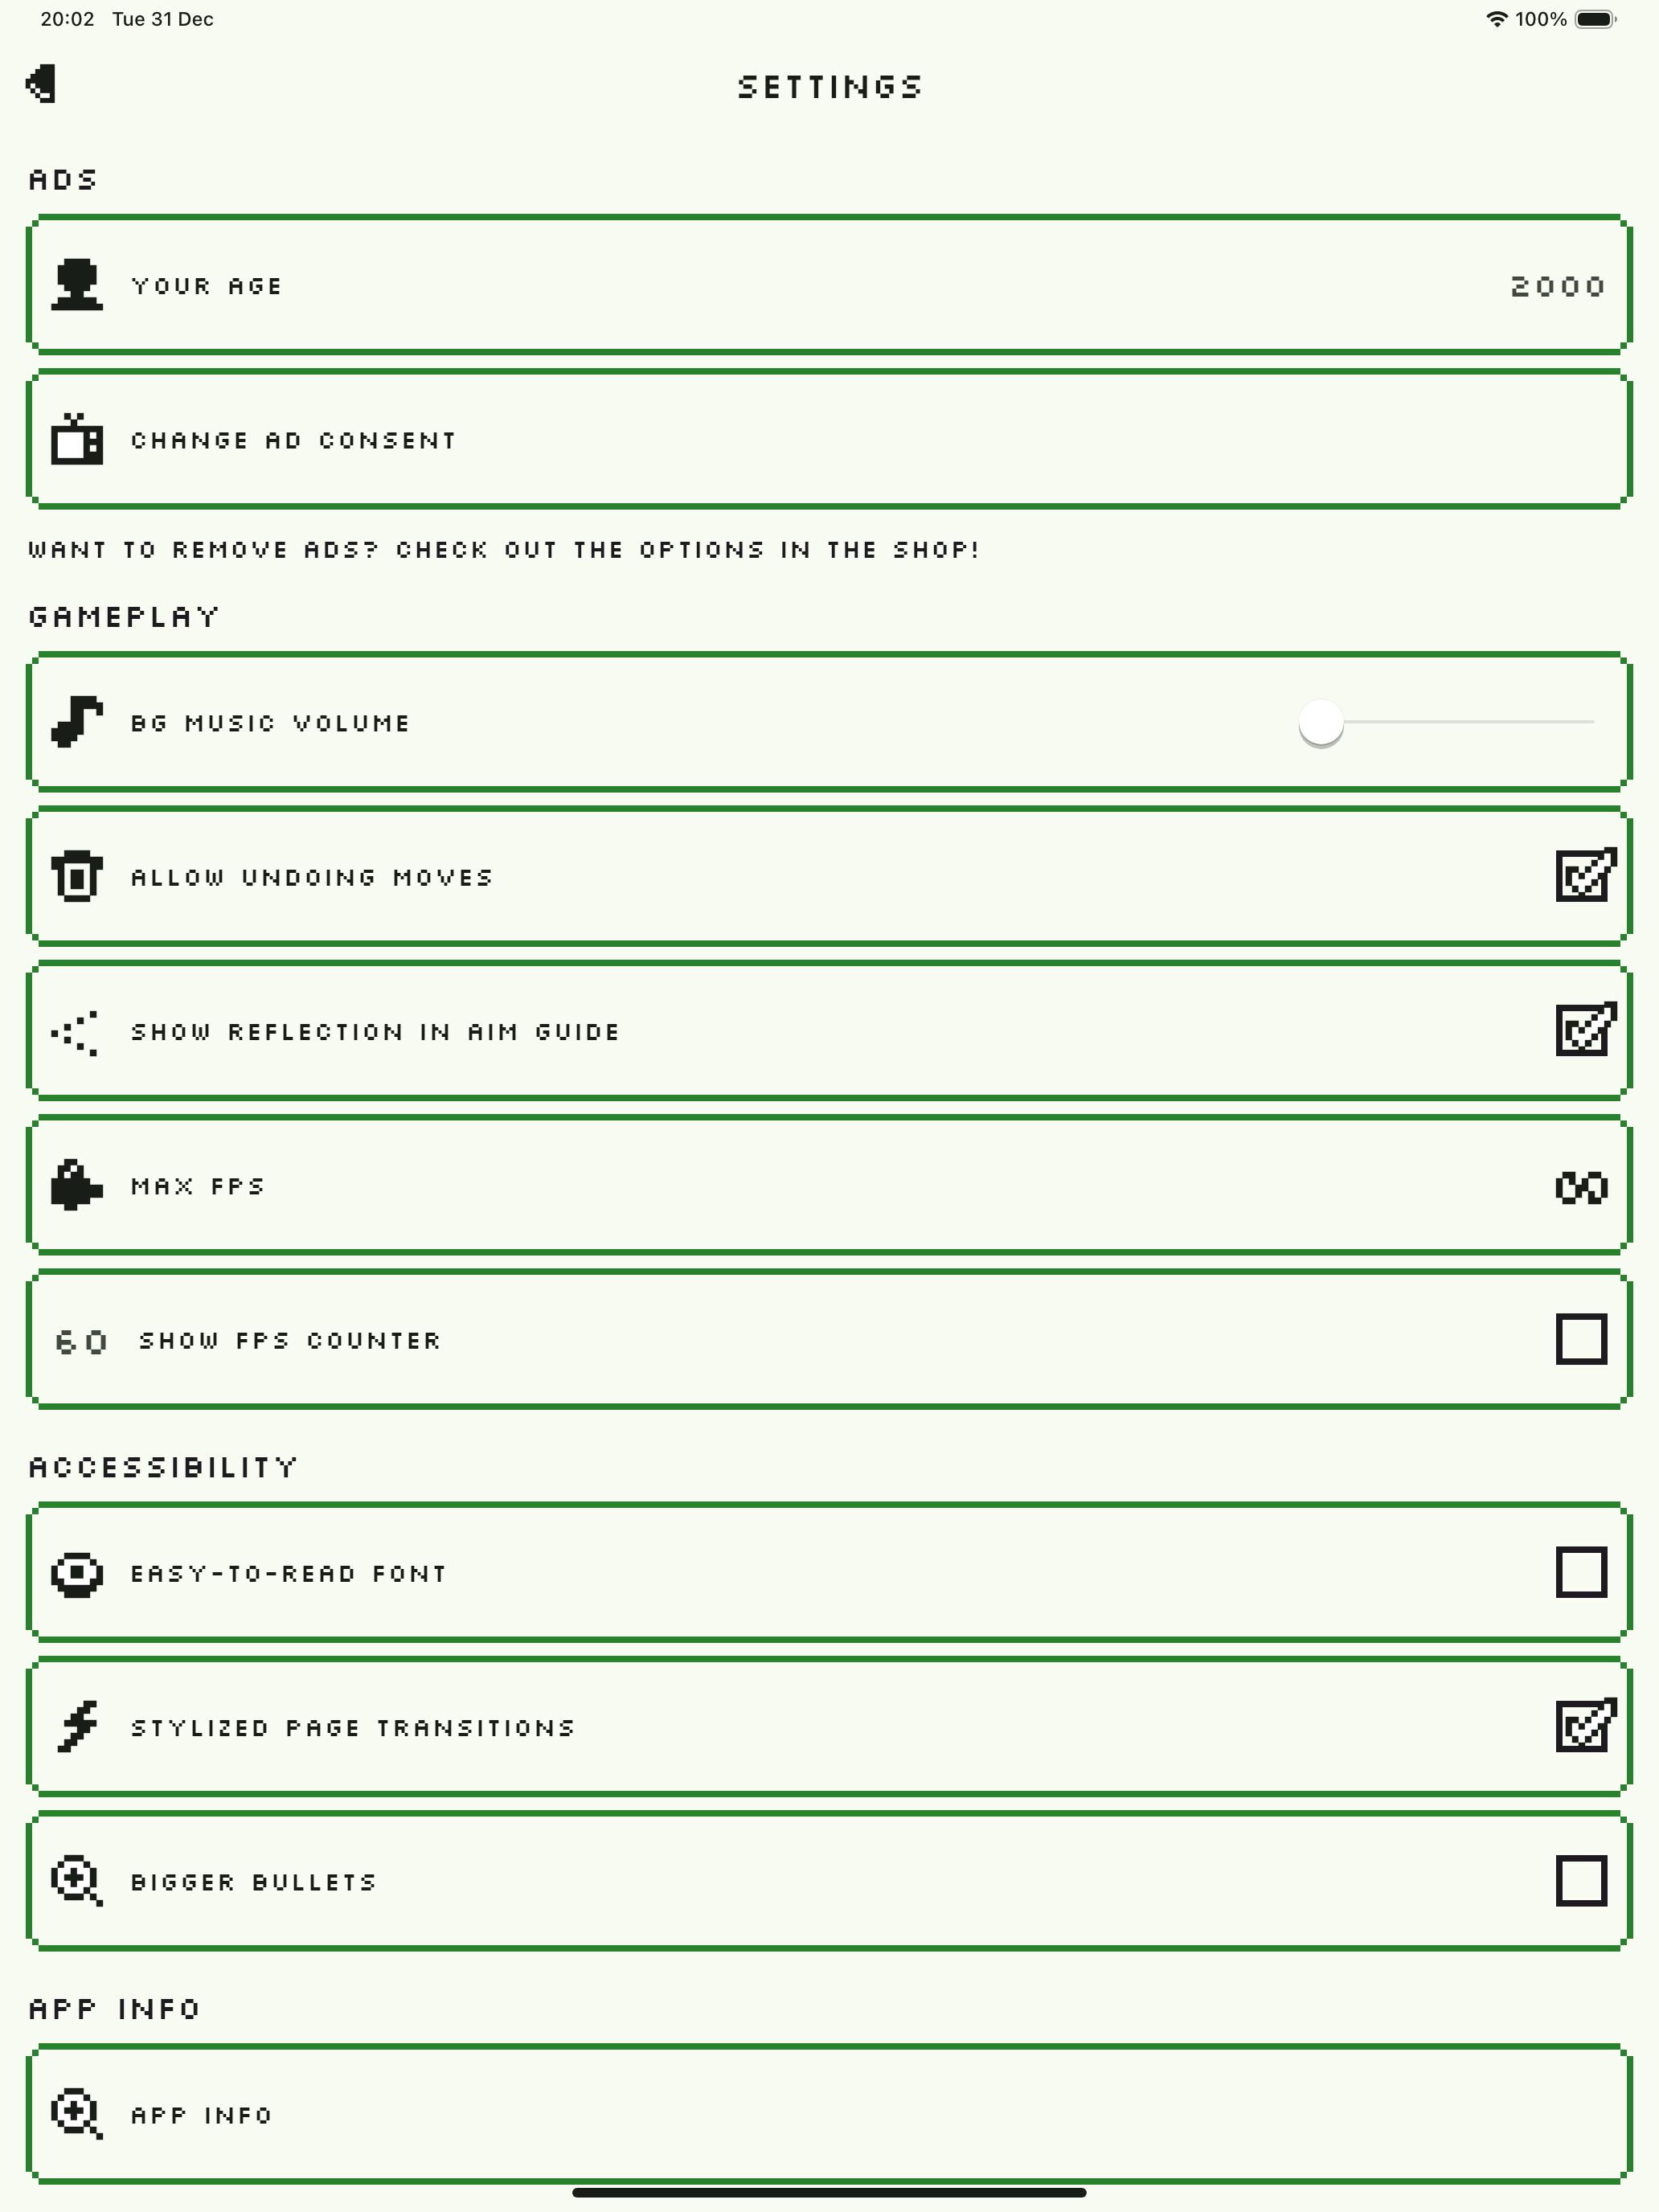 20:02 Tue 31 Dec 100%
SETTINGS
ADS
YOUR AGE 2000
CHANGE AD CONSENT
WANT TO REMOVE ADS? CHECK OUT THE OPTIONS IN THE SHOP!
GAMEPLAY
BG MUSIC VOLUME
ALLOW UNDOING MOVES
SHOW REFLECTION IN AIM GUIDE
MAX FPS ∞
60 SHOW FPS COUNTER
ACCESSIBILITY
EASY-TO-READ FONT
STYLIZED PAGE TRANSITIONS
BIGGER BULLETS
APP INFO
APP INFO